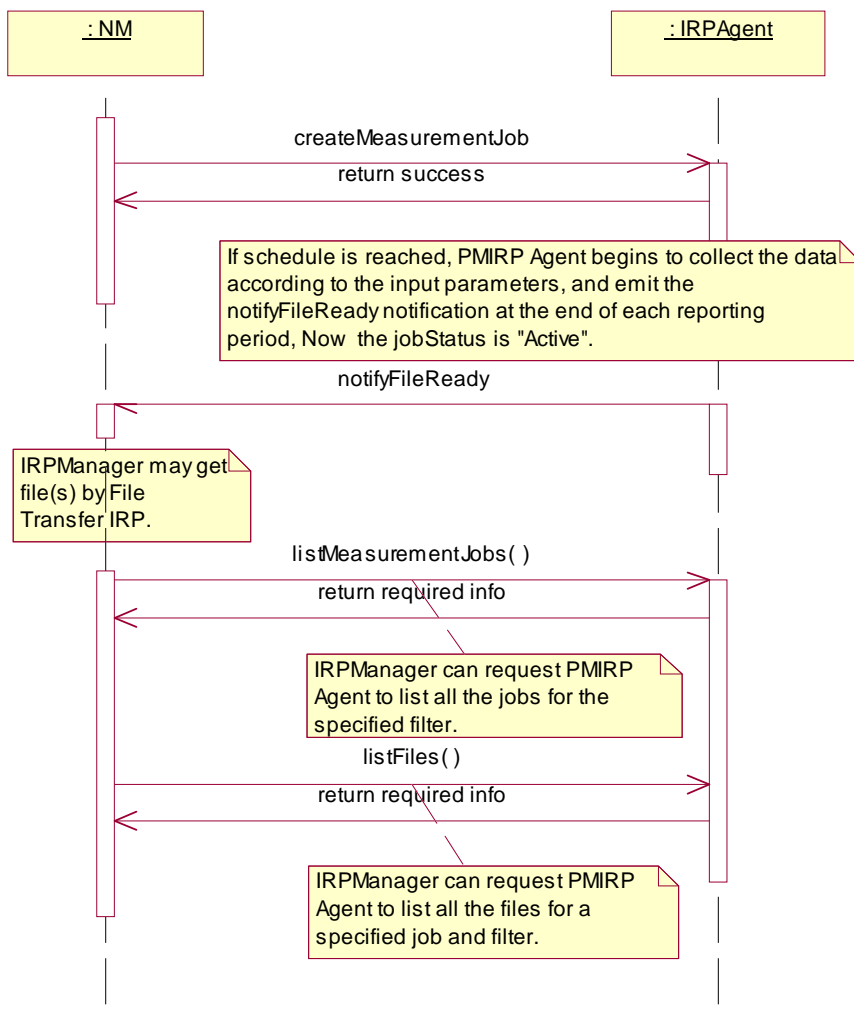 : NM
: IRPAgent
createMeasurementJob
return success
If schedule is reached, PMIRP Agent begins to collect the data
according to the input parameters, and emit the
notifyFileReady notification at the end of each reporting
period, Now the jobStatus is "Active".
notifyFileReady
IRPManager may get
file(s) by File
Transfer IRP.
listMeasurementJobs( )
return required info
IRPManager can request PMIRP
Agent to list all the jobs for the
specified filter.
listFiles( )
return required info
IRPManager can request PMIRP
Agent to list all the files for a
specified job and filter.